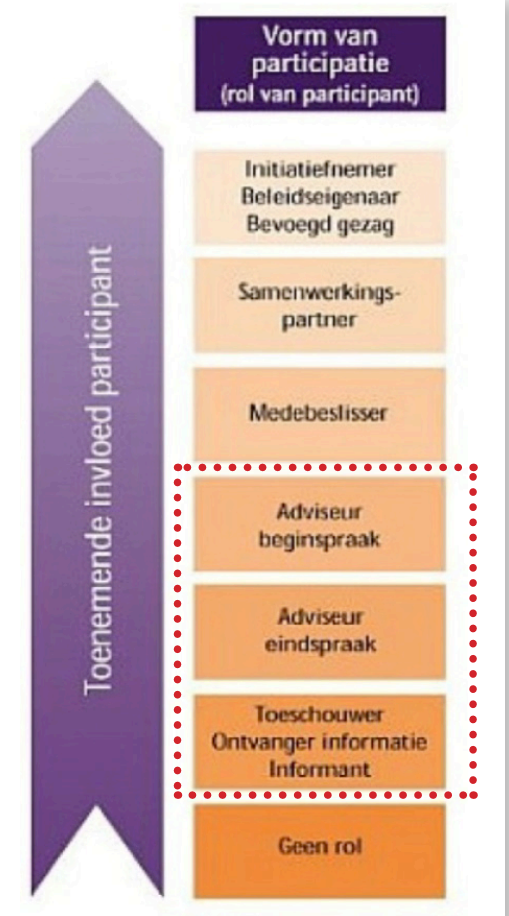 Vorm van
participatie
(rol van participant)
Toenemende invloed participant
Initiatiefnemer
Beleidseigenaar
Bevoegd gezag
Samenwerkings-
partner
Medebeslisser
Adviseur
beginspraak
Adviseur
eindspraak
Toeschouwer
Ontvanger informatie
Informant
Geen rol